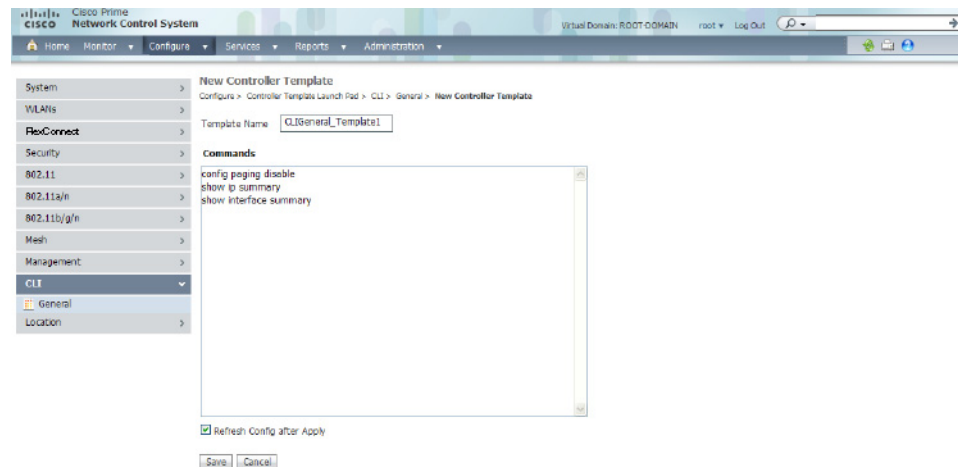 Cisco Prime
CISCO Network Control System
Virtual Domain: ROOT-DOMAIN root Log Out
Home Monitor Configure Services Reports Administration
System
WLANs
FlexConnect
Security
802.11
802.11a/n
802.11b/g/n
Mesh
Management
CLI
General
Location
New Controller Template
Configure > Controller Template Launch Pad > CLI > General > New Controller Template
Template Name CLIGeneral_Template1
Commands
config paging disable
show ip summary
show interface summary
Refresh Config after Apply
Save Cancel